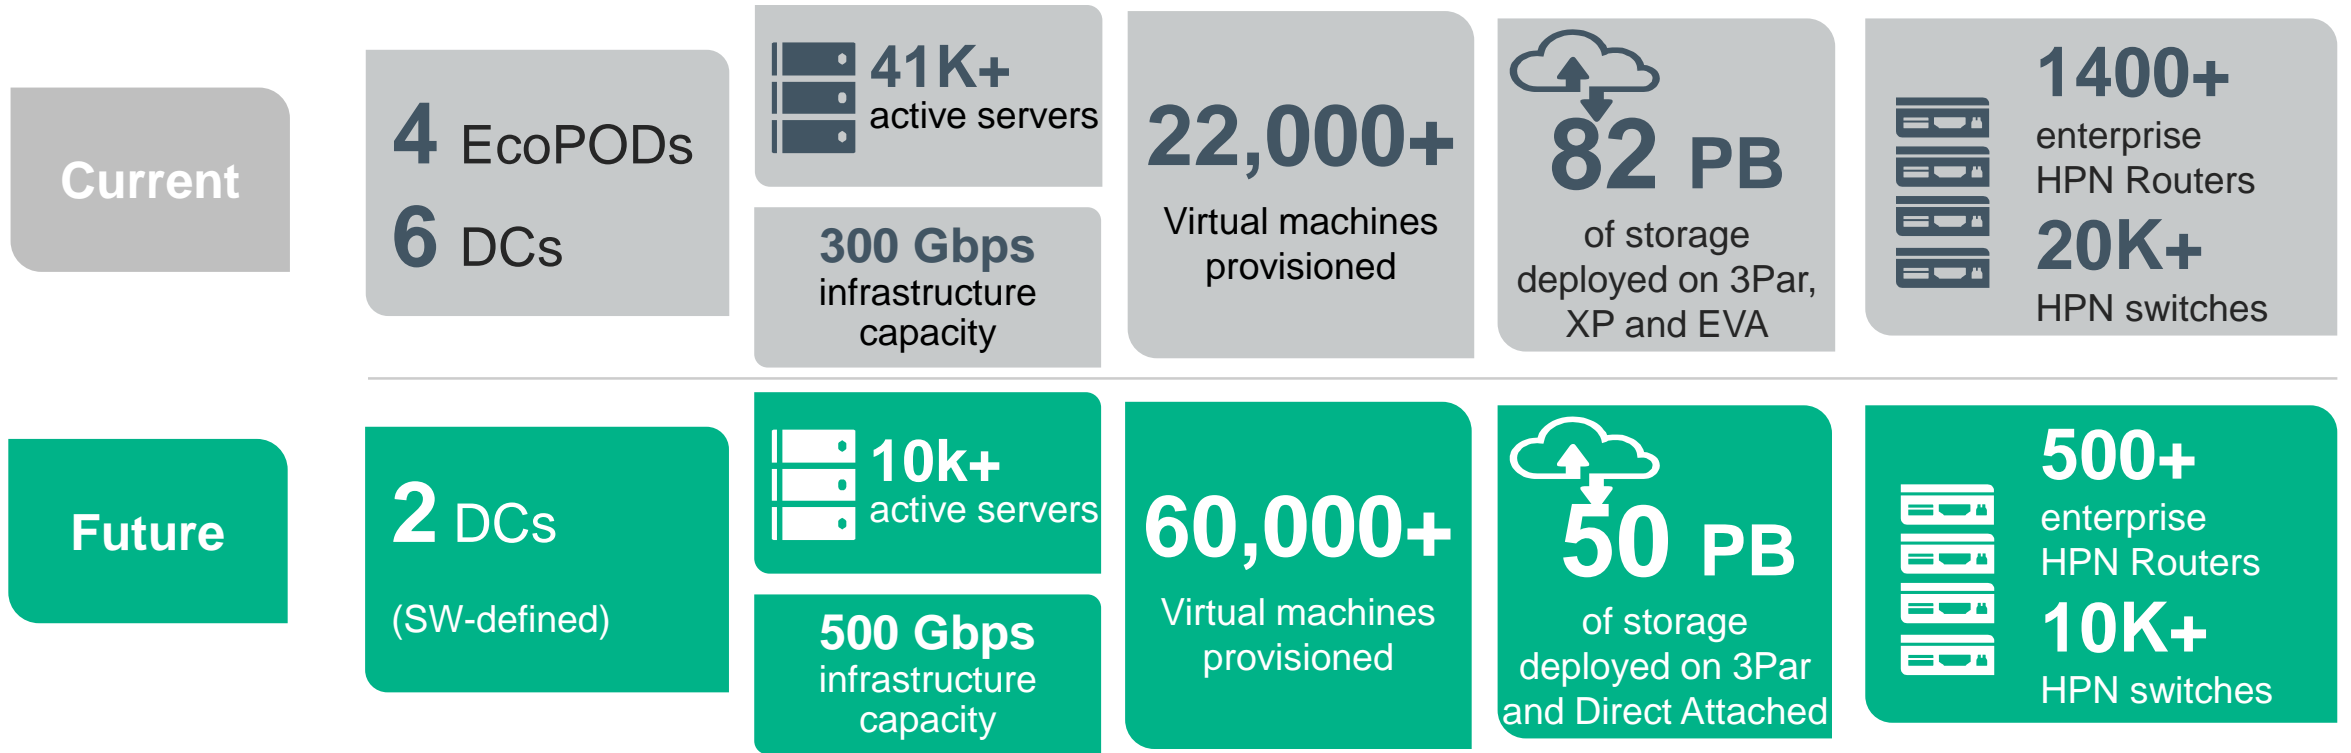 Current
4 EcoPODs
6 DCs
41K+
active servers
300 Gbps
infrastructure
capacity
22,000+
Virtual machines
provisioned
82 PB
of storage
deployed on 3Par,
XP and EVA
1400+
enterprise
HPN Routers
20K+
HPN switches
Future
2 DCs
(SW-defined)
10k+
active servers
500 Gbps
infrastructure
capacity
60,000+
Virtual machines
provisioned
50 PB
of storage
deployed on 3Par
and Direct Attached
500+
enterprise
HPN Routers
10K+
HPN switches